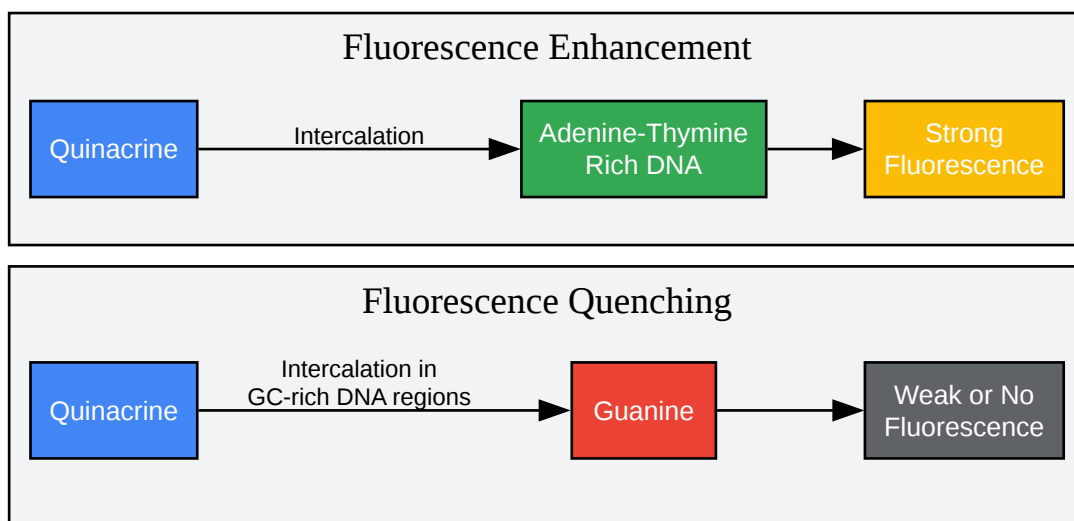 Fluorescence Enhancement
Quinacrine
Intercalation
Adenine-Thymine
Rich DNA
Strong
Fluorescence
Fluorescence Quenching
Quinacrine
Intercalation in
GC-rich DNA regions
Guanine
Weak or No
Fluorescence